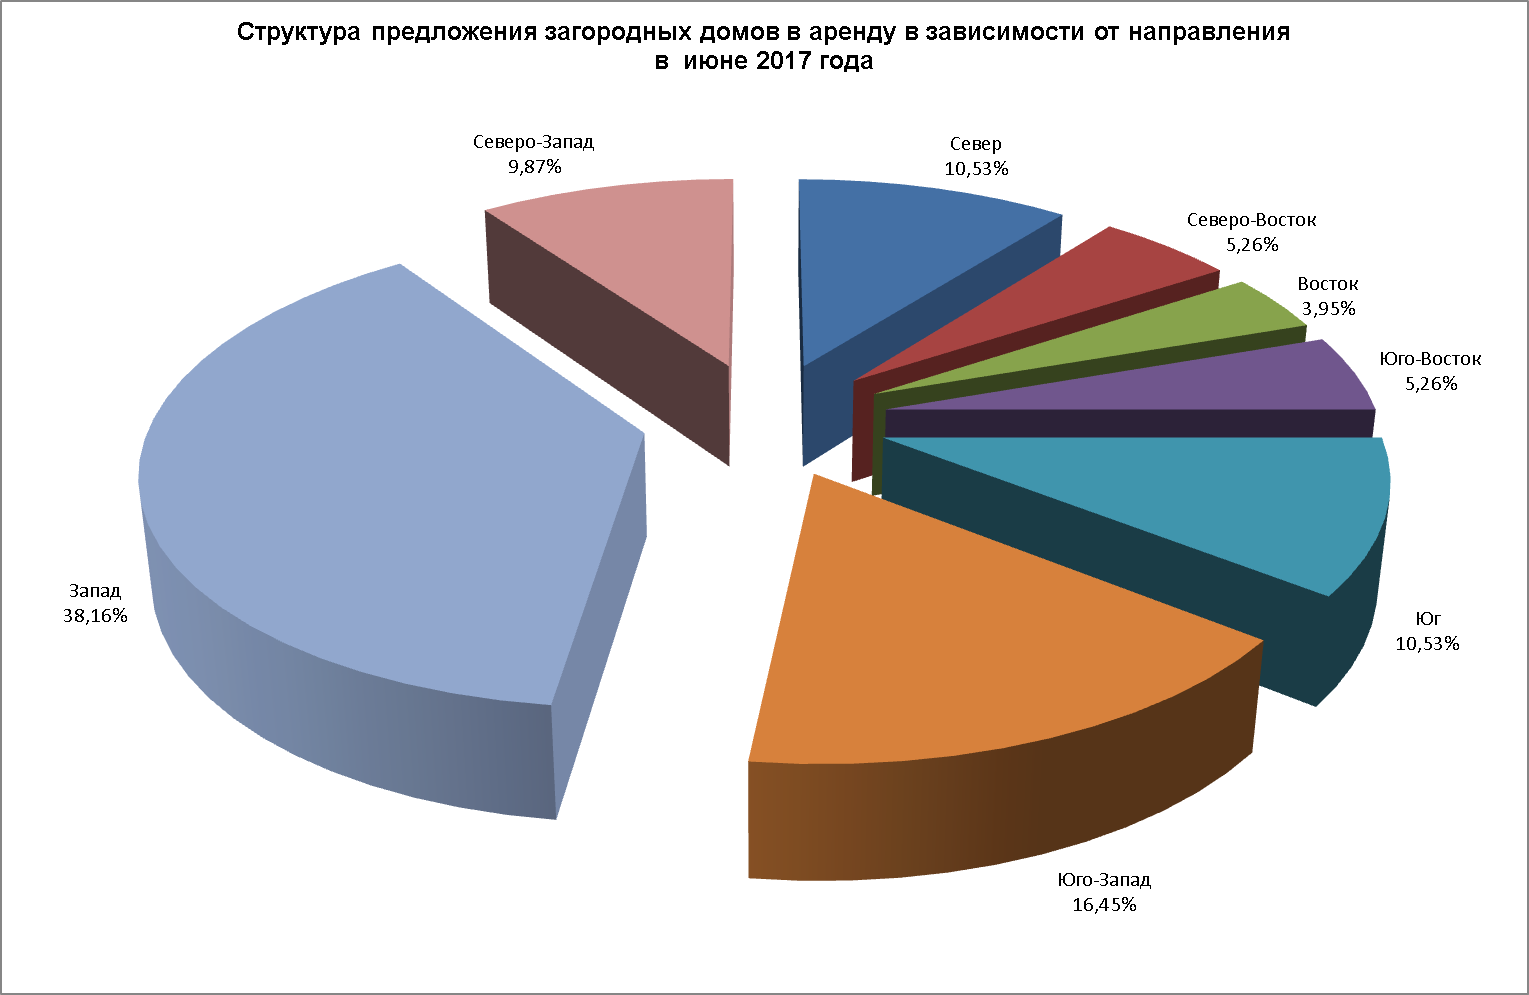 Структура предложения загородных домов в аренду в зависимости от направления
в июне 2017 года
Северо-Запад
9,87%
Север
10,53%
Северо-Восток
5,26%
Восток
3,95%
Юго-Восток
5,26%
Юг
10,53%
Юго-Запад
16,45%
Запад
38,16%